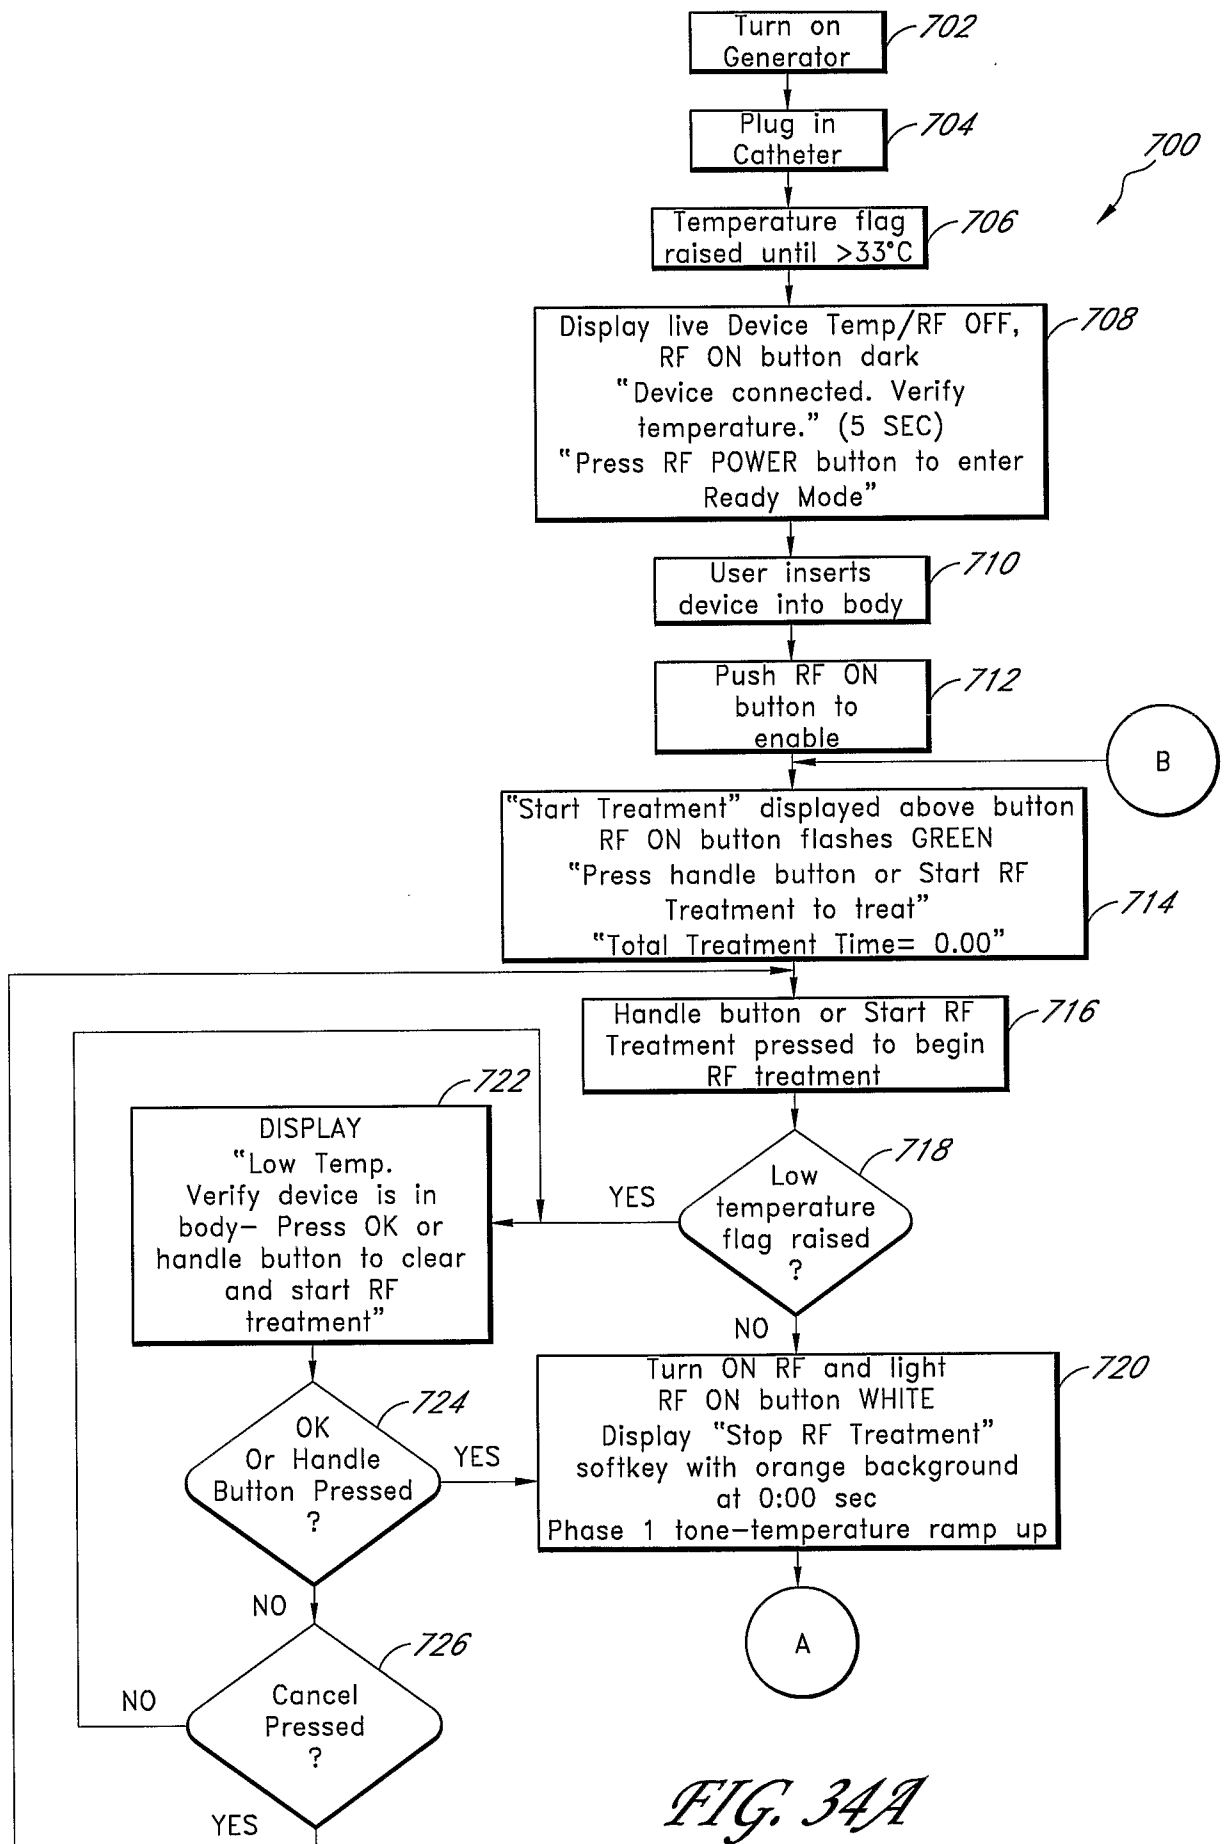 Turn on
Generator
702
Plug in
Catheter
704
700
Temperature flag
raised until >33°C
706
Display live Device Temp/RF OFF,
RF ON button dark
"Device connected. Verify
temperature." (5 SEC)
"Press RF POWER button to enter
Ready Mode"
708
User inserts
device into body
710
Push RF ON
button to
enable
712
B
"Start Treatment" displayed above button
RF ON button flashes GREEN
"Press handle button or Start RF
Treatment to treat"
"Total Treatment Time= 0.00"
714
Handle button or Start RF
Treatment pressed to begin
RF treatment
716
722
DISPLAY
"Low Temp.
Verify device is in
body– Press OK or
handle button to clear
and start RF
treatment"
YES
Low
temperature
flag raised
?
718
NO
Turn ON RF and light
RF ON button WHITE
Display "Stop RF Treatment"
softkey with orange background
at 0:00 sec
Phase 1 tone–temperature ramp up
720
OK
Or Handle
Button Pressed
?
724
YES
NO
A
Cancel
Pressed
?
726
NO
YES
FIG. 34A